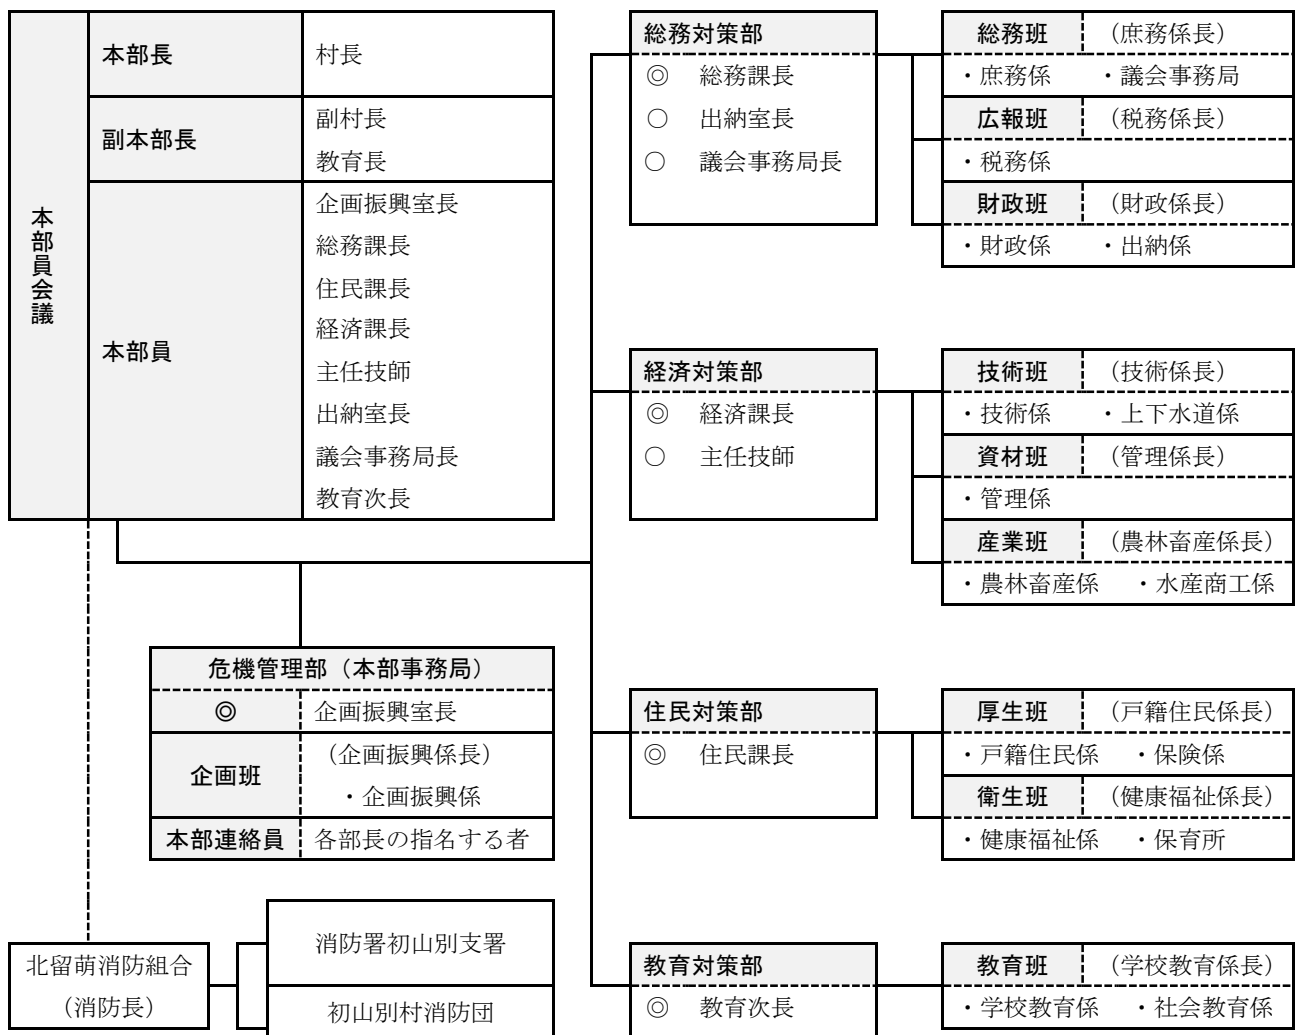 本部員会議
本部長
村長
副本部長
副村長
教育長
本部員
企画振興室長
総務課長
住民課長
経済課長
主任技師
出納室長
議会事務局長
教育次長
危機管理部（本部事務局）
◎ 企画振興室長
企画班
（企画振興係長）
・企画振興係
本部連絡員 各部長の指名する者
北留萌消防組合
（消防長）
消防署初山別支署
初山別村消防団
総務対策部
◎ 総務課長
○ 出納室長
○ 議会事務局長
総務班 （庶務係長）
・庶務係 ・議会事務局
広報班 （税務係長）
・税務係
財政班 （財政係長）
・財政係 ・出納係
経済対策部
◎ 経済課長
○ 主任技師
技術班 （技術係長）
・技術係 ・上下水道係
資材班 （管理係長）
・管理係
産業班 （農林畜産係長）
・農林畜産係 ・水産商工係
住民対策部
◎ 住民課長
厚生班 （戸籍住民係長）
・戸籍住民係 ・保険係
衛生班 （健康福祉係長）
・健康福祉係 ・保育所
教育対策部
◎ 教育次長
教育班 （学校教育係長）
・学校教育係 ・社会教育係